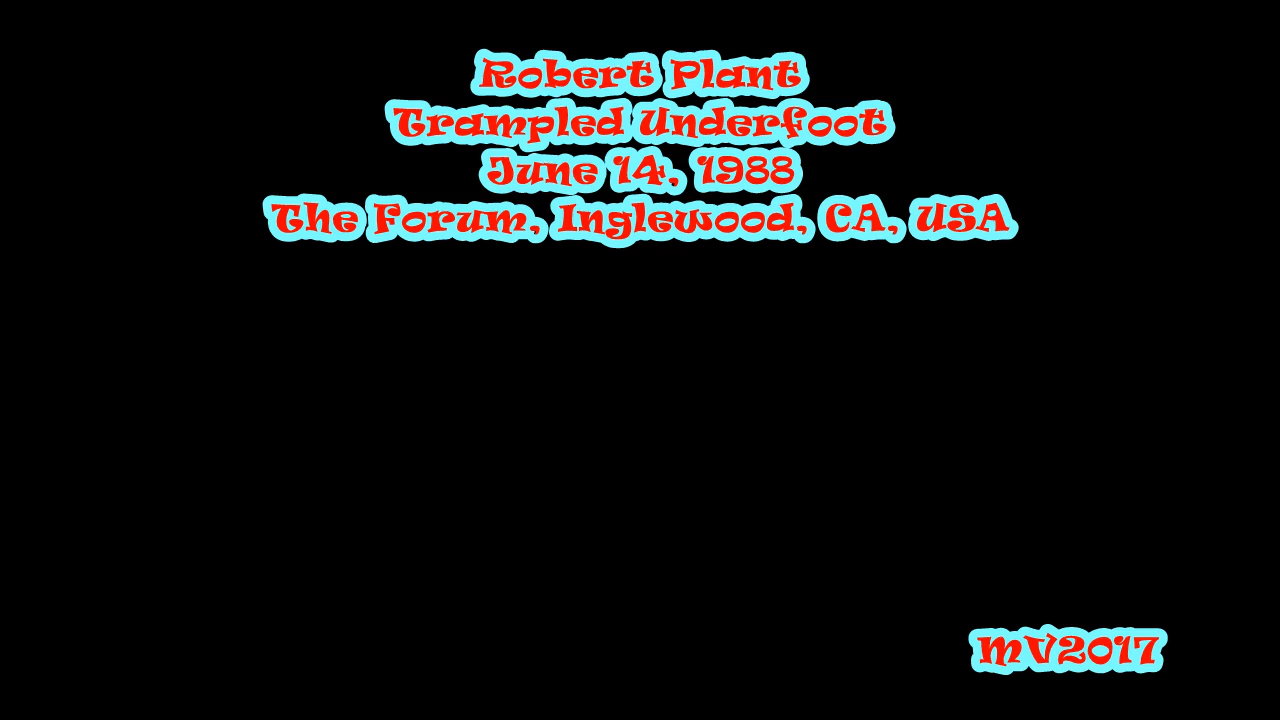 Robert Plant
Trampled Underfoot
June 14, 1988
The Forum, Inglewood, CA, USA
MV2017